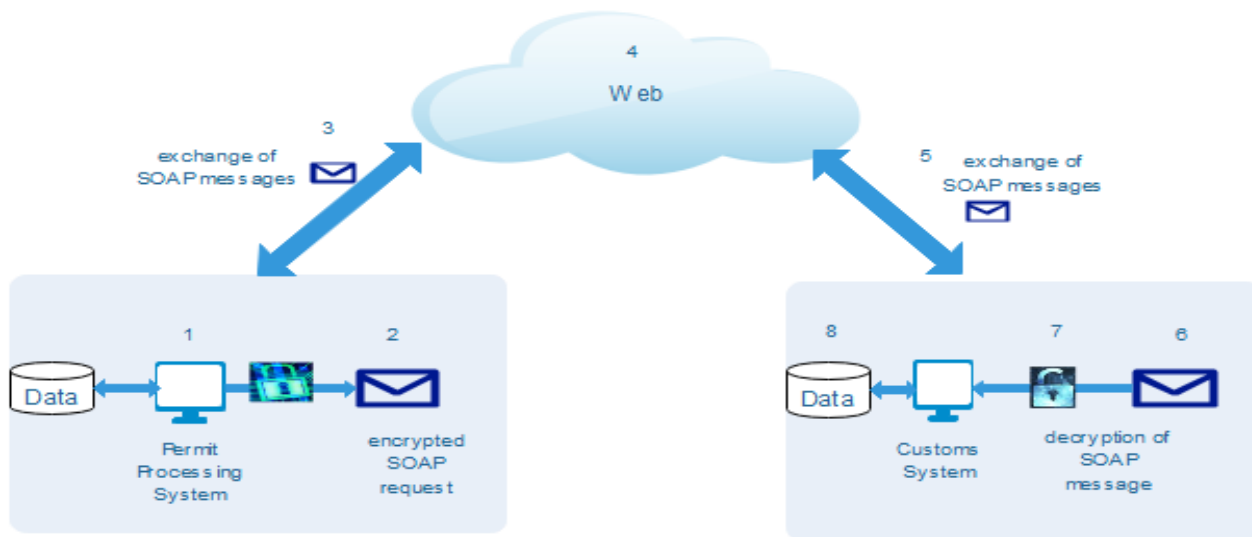 4
Web
3
exchange of
SOAP messages
5
exchange of
SOAP messages
1
2
Data
Permit
Processing
System
encrypted
SOAP
request
8
7
6
Data
Customs
System
decryption of
SOAP
message